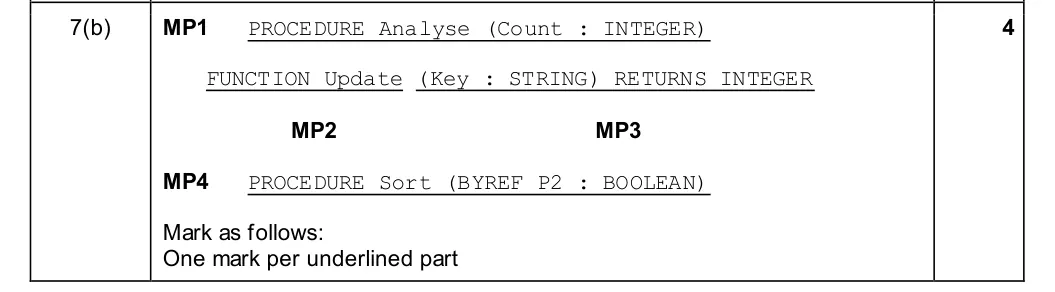 7(b) MP1 PROCEDURE Analyse (Count : INTEGER) 4
FUNCTION Update (Key : STRING) RETURNS INTEGER
MP2 MP3
MP4 PROCEDURE Sort (BYREF P2 : BOOLEAN)
Mark as follows:
One mark per underlined part